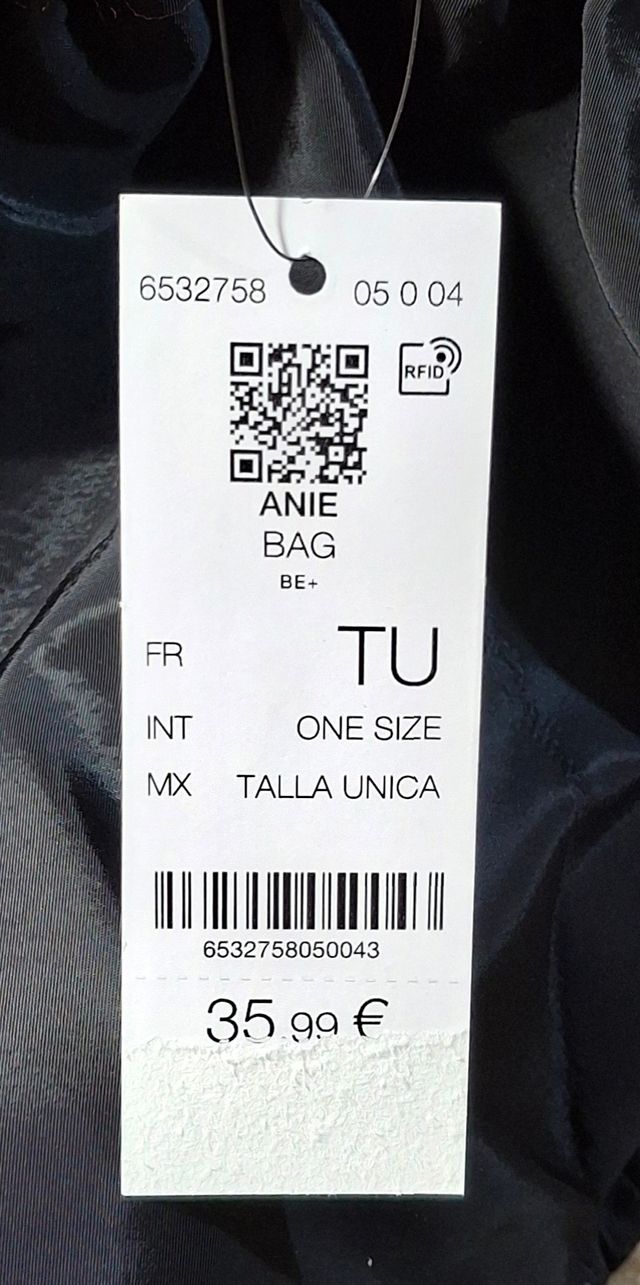 6532758 05 0 04
RFID
ANIE
BAG
BE+
FR TU
INT ONE SIZE
MX TALLA UNICA
6532758050043
35.99 €